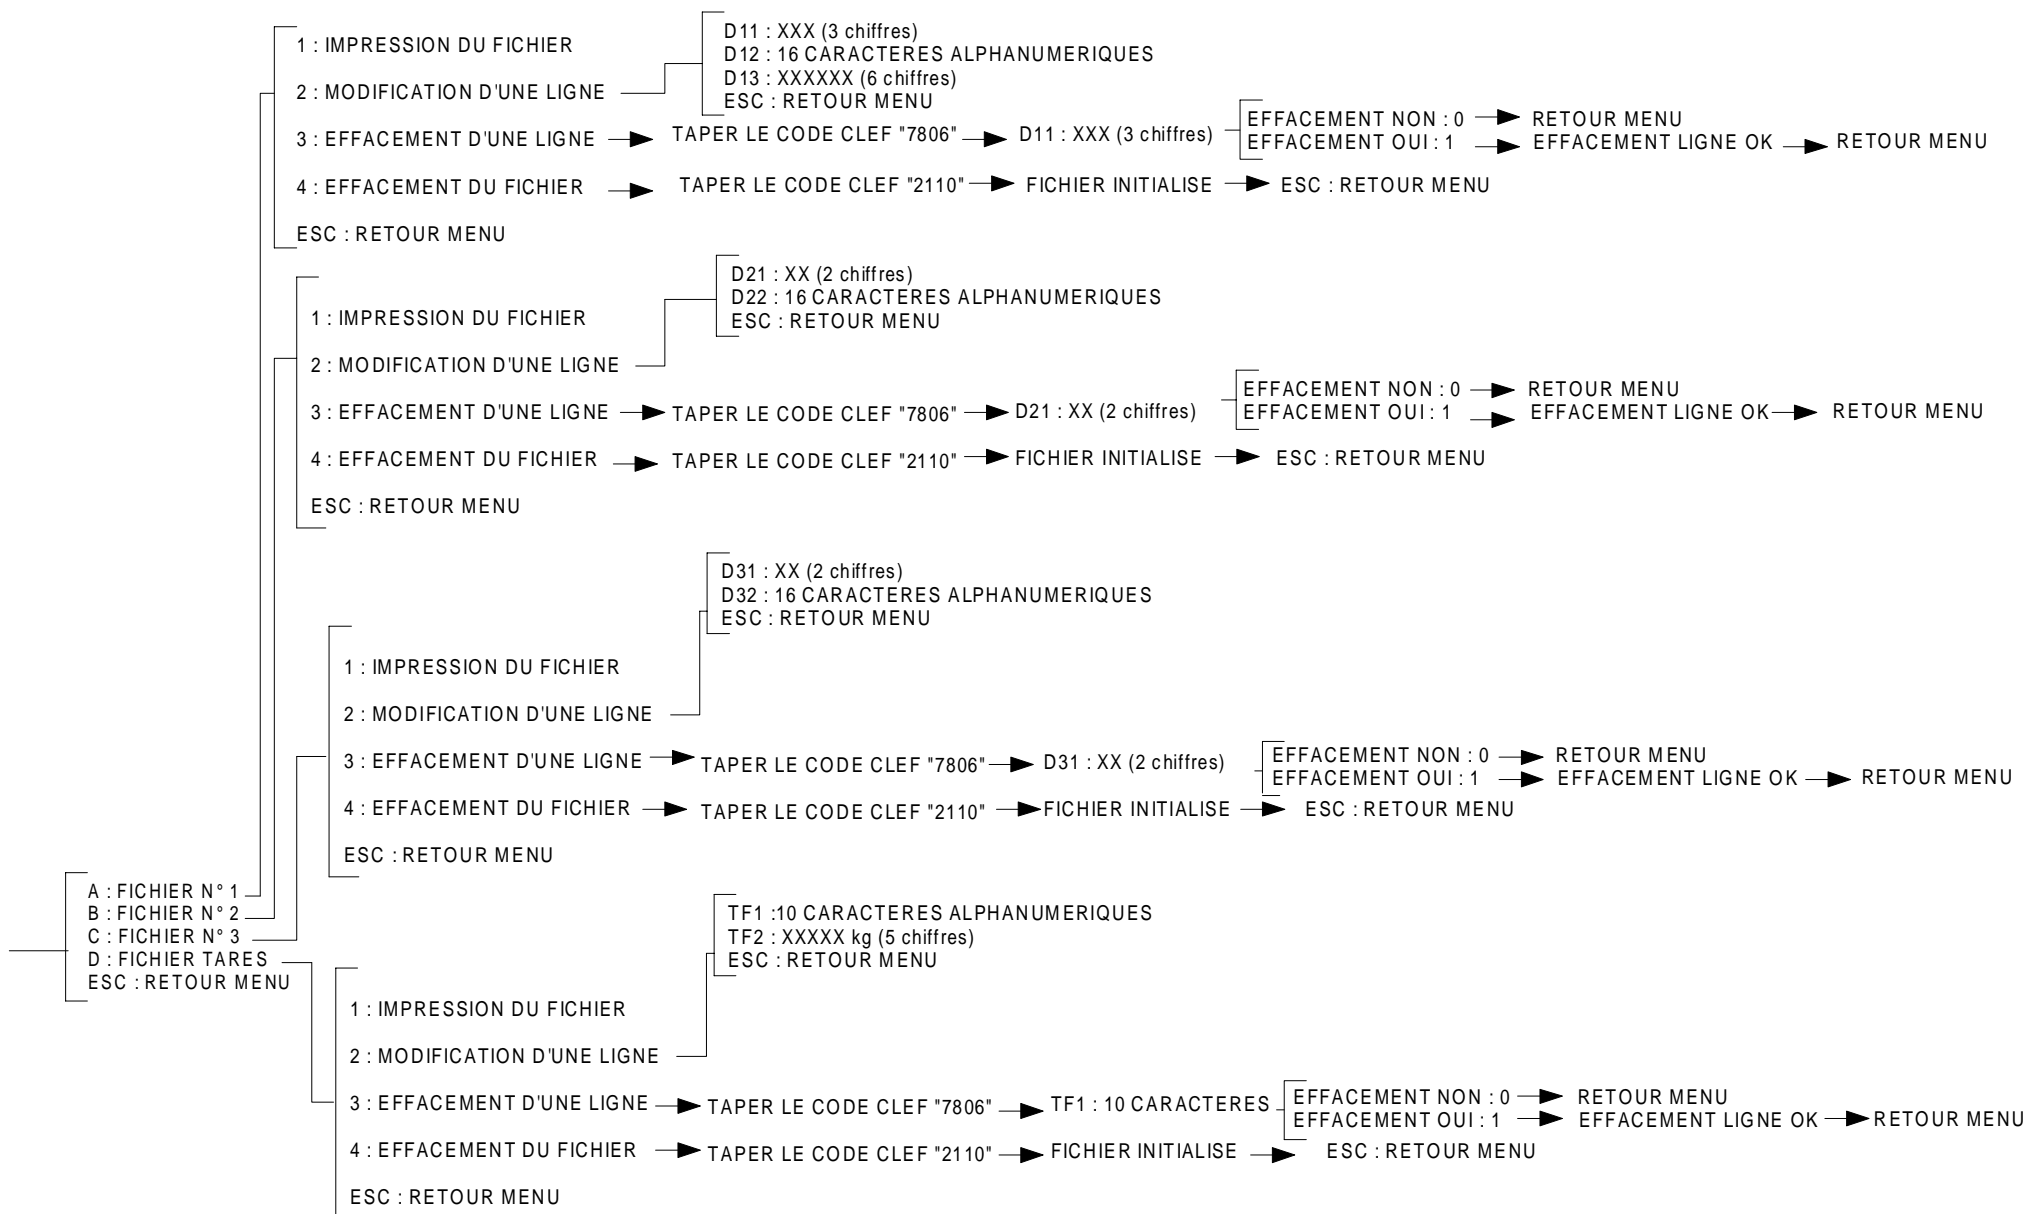 D11 : XXX (3 chiffres)
1 : IMPRESSION DU FICHIER
D12 : 16 CARACTERES ALPHANUMERIQUES
D13 : XXXXXX (6 chiffres)
2 : MODIFICATION D'UNE LIGNE
ESC : RETOUR MENU
EFFACEMENT NON : 0 RETOUR MENU
3 : EFFACEMENT D'UNE LIGNE TAPER LE CODE CLEF "7806" D11 : XXX (3 chiffres)
EFFACEMENT OUI : 1 EFFACEMENT LIGNE OK RETOUR MENU
4 : EFFACEMENT DU FICHIER TAPER LE CODE CLEF "2110" FICHIER INITIALISE ESC : RETOUR MENU
ESC : RETOUR MENU
D21 : XX (2 chiffres)
D22 : 16 CARACTERES ALPHANUMERIQUES
1 : IMPRESSION DU FICHIER
ESC : RETOUR MENU
2 : MODIFICATION D'UNE LIGNE
EFFACEMENT NON : 0 RETOUR MENU
3 : EFFACEMENT D'UNE LIGNE TAPER LE CODE CLEF "7806" D21 : XX (2 chiffres)
EFFACEMENT OUI : 1 EFFACEMENT LIGNE OK RETOUR MENU
4 : EFFACEMENT DU FICHIER TAPER LE CODE CLEF "2110" FICHIER INITIALISE ESC : RETOUR MENU
ESC : RETOUR MENU
D31 : XX (2 chiffres)
D32 : 16 CARACTERES ALPHANUMERIQUES
ESC : RETOUR MENU
1 : IMPRESSION DU FICHIER
2 : MODIFICATION D'UNE LIGNE
EFFACEMENT NON : 0 RETOUR MENU
3 : EFFACEMENT D'UNE LIGNE TAPER LE CODE CLEF "7806" D31 : XX (2 chiffres)
EFFACEMENT OUI : 1 EFFACEMENT LIGNE OK RETOUR MENU
4 : EFFACEMENT DU FICHIER TAPER LE CODE CLEF "2110" FICHIER INITIALISE ESC : RETOUR MENU
ESC : RETOUR MENU
A : FICHIER N° 1
B : FICHIER N° 2
C : FICHIER N° 3
D : FICHIER TARES
ESC : RETOUR MENU
TF1 :10 CARACTERES ALPHANUMERIQUES
TF2 : XXXXX kg (5 chiffres)
ESC : RETOUR MENU
1 : IMPRESSION DU FICHIER
2 : MODIFICATION D'UNE LIGNE
EFFACEMENT NON : 0 RETOUR MENU
3 : EFFACEMENT D'UNE LIGNE TAPER LE CODE CLEF "7806" TF1 : 10 CARACTERES
EFFACEMENT OUI : 1 EFFACEMENT LIGNE OK RETOUR MENU
4 : EFFACEMENT DU FICHIER TAPER LE CODE CLEF "2110" FICHIER INITIALISE ESC : RETOUR MENU
ESC : RETOUR MENU